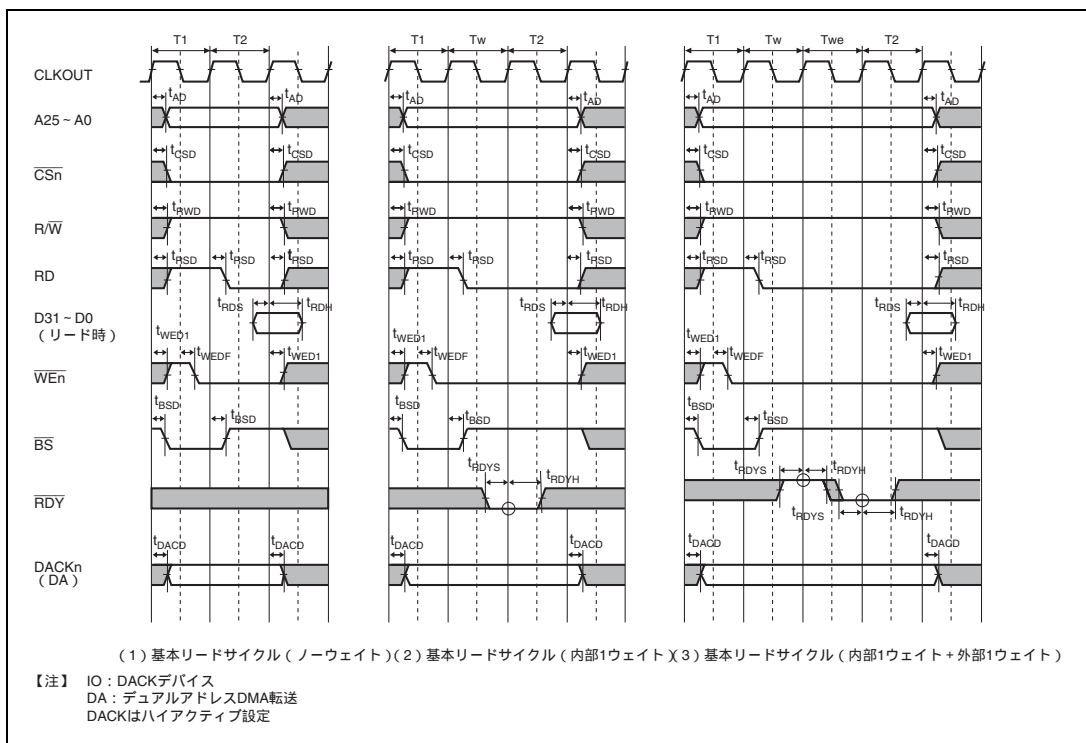 T1 T2 T1 Tw T2 T1 Tw Twe T2
CLKOUT
tAD tAD tAD tAD tAD tAD
A25 ~ A0
tCSD tCSD tCSD tCSD tCSD tCSD
CSn
tRWD tRWD tRWD tRWD tRWD tRWD
R/W
tRSD tRSD tRSD tRSD tRSD tRSD tRSD tRSD tRSD
RD
tRDS tRDH tRDS tRDH tRDS tRDH
D31 ~ D0
(リード時)
tWED1 tWEDF tWED1 tWED1 tWEDF tWED1 tWED1 tWEDF tWED1
WEn
tBSD tBSD tBSD tBSD tBSD tBSD
BS
tRDYS tRDYH tRDYS tRDYH
RDY
tRDYS tRDYH
tDACD tDACD tDACD tDACD tDACD tDACD
DACKn
(DA)
(1)基本リードサイクル(ノーウェイト)(2)基本リードサイクル(内部1ウェイト)(3)基本リードサイクル(内部1ウェイト+外部1ウェイト)
【注】 IO:DACKデバイス
DA:デュアルアドレスDMA転送
DACKはハイアクティブ設定